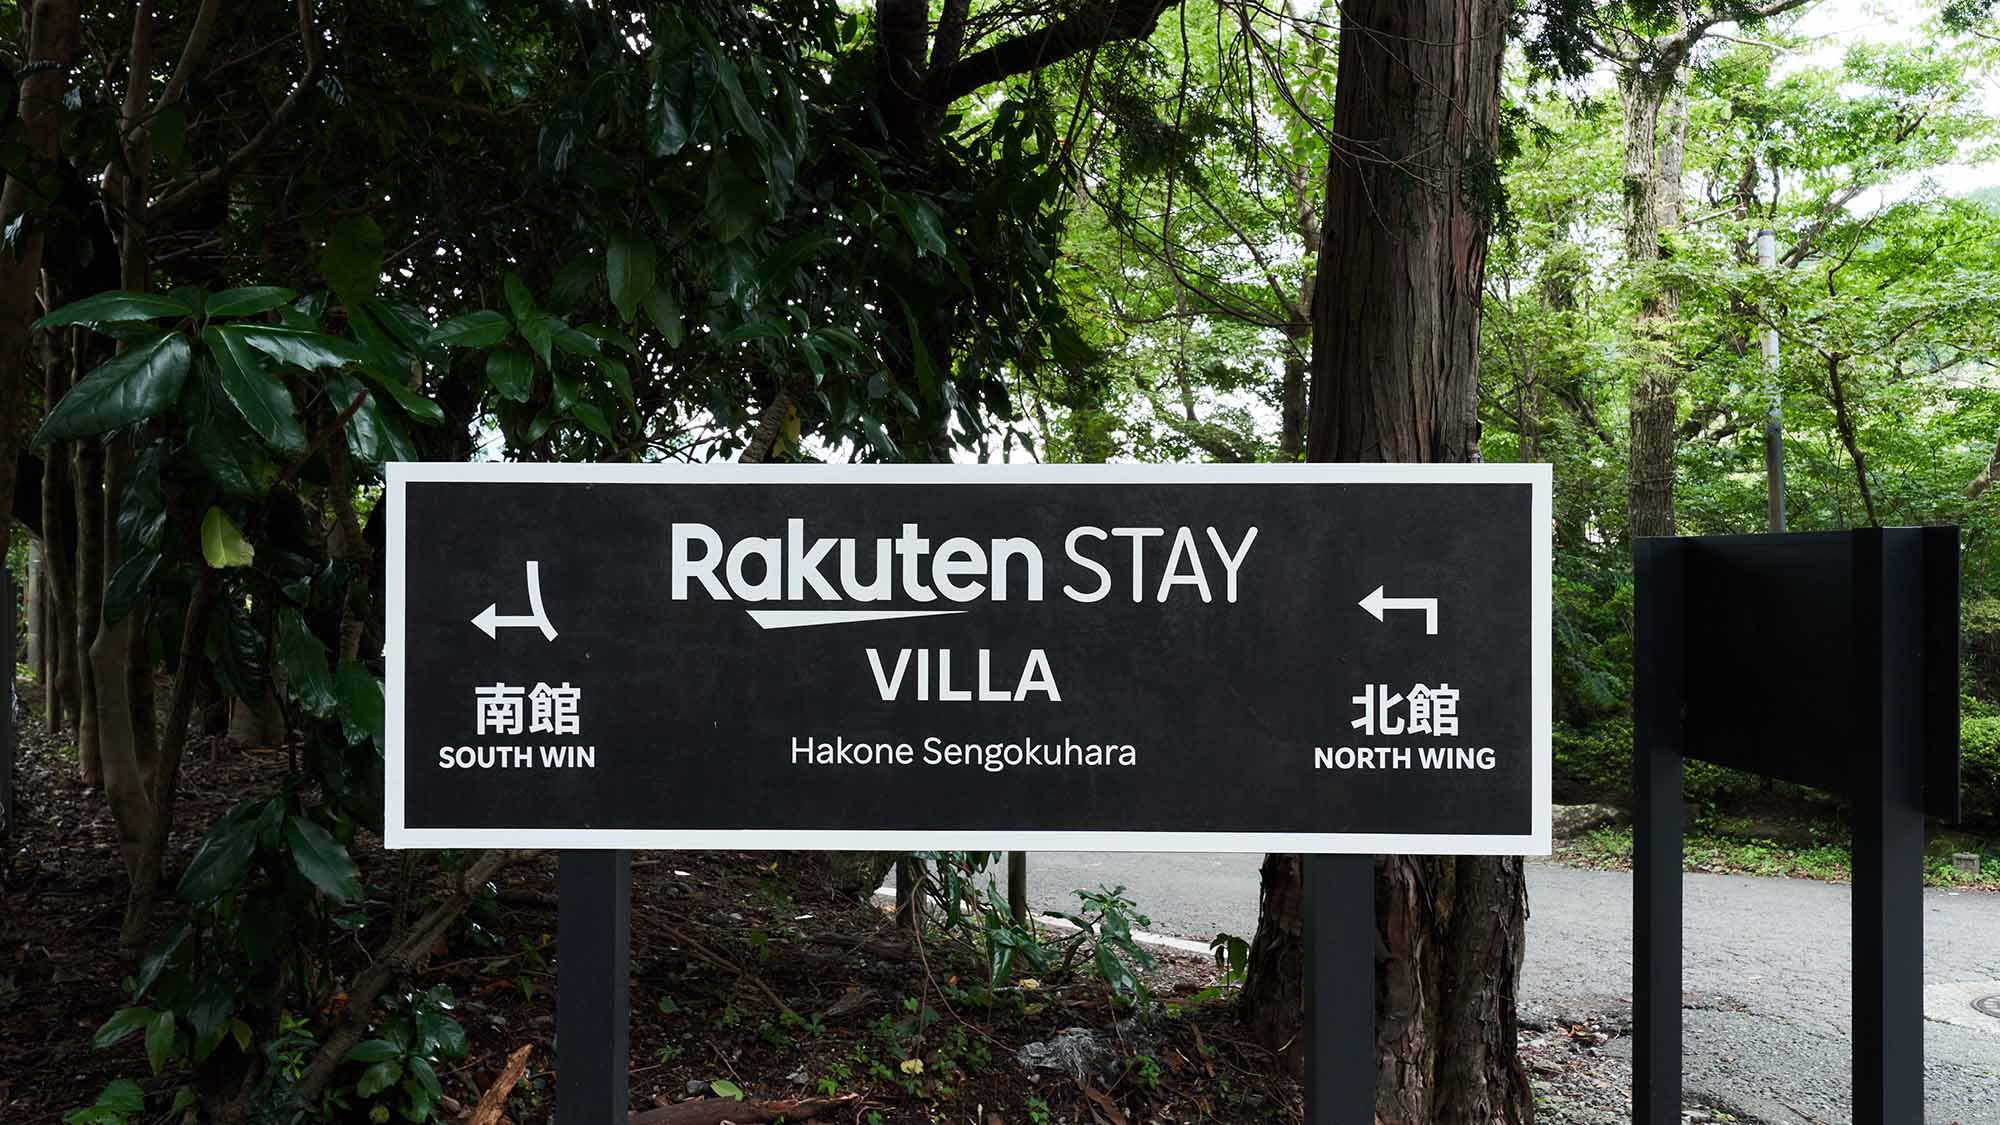 Rakuten STAY
VILLA
Hakone Sengokuhara
南館
SOUTH WIN
北館
NORTH WING